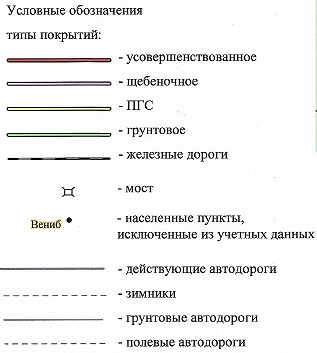 Условные обозначения
типы покрытий:
- усовершенствованное
- щебеночное
- ПГС
- грунтовое
- железные дороги
- мост
Вениб
- населенные пункты,
исключенные из учетных данных
- действующие автодороги
- зимники
- грунтовые автодороги
- полевые автодороги